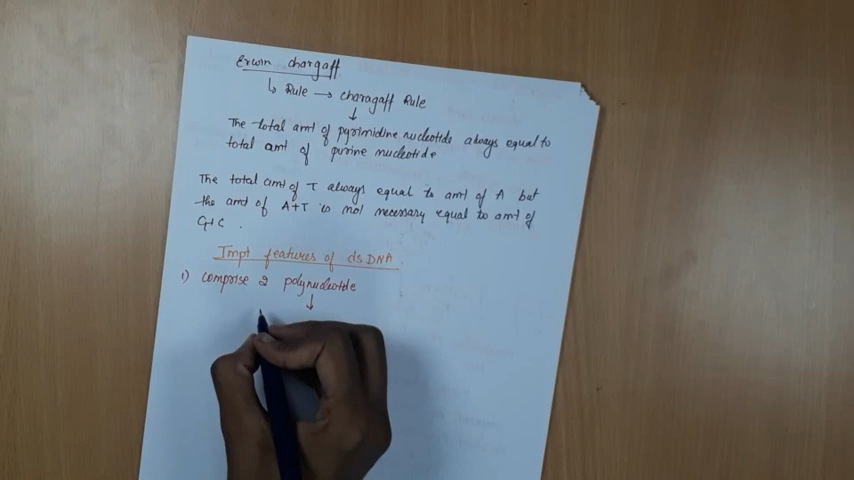 Erwin chargaff
↳ Rule → charagaff Rule
↓
The total amt of pyrimidine nucleotide always equal to
total amt of purine nucleotide
The total amt of T always equal to amt of A but
the amt of A+T is not necessary equal to amt of
G+C.
Impt features of dsDNA
1) comprise 2 polynucleotide
↓